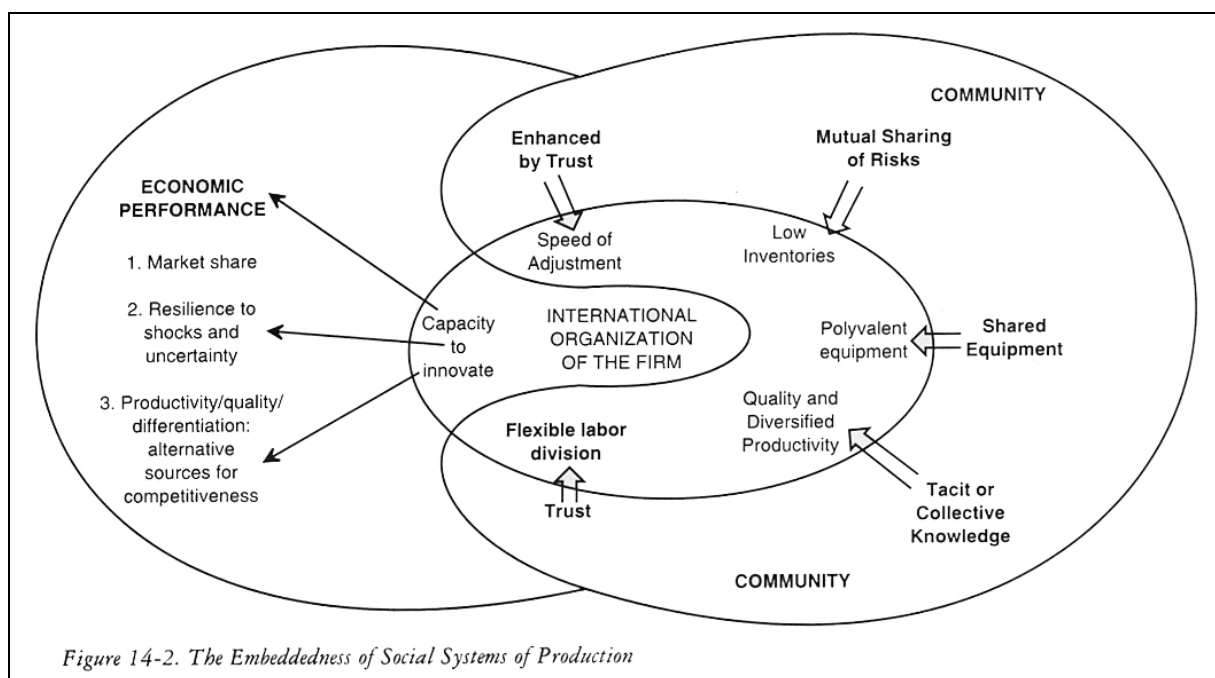 COMMUNITY
Enhanced
by Trust
Mutual Sharing
of Risks
ECONOMIC
PERFORMANCE
Speed of
Adjustment
Low
Inventories
1. Market share
2. Resilience to
shocks and
uncertainty
Capacity
to
innovate
INTERNATIONAL
ORGANIZATION
OF THE FIRM
Polyvalent
equipment
Shared
Equipment
3. Productivity/quality/
differentiation:
alternative
sources for
competitiveness
Quality and
Diversified
Productivity
Flexible labor
division
Trust
Tacit or
Collective
Knowledge
COMMUNITY
Figure 14-2. The Embeddedness of Social Systems of Production